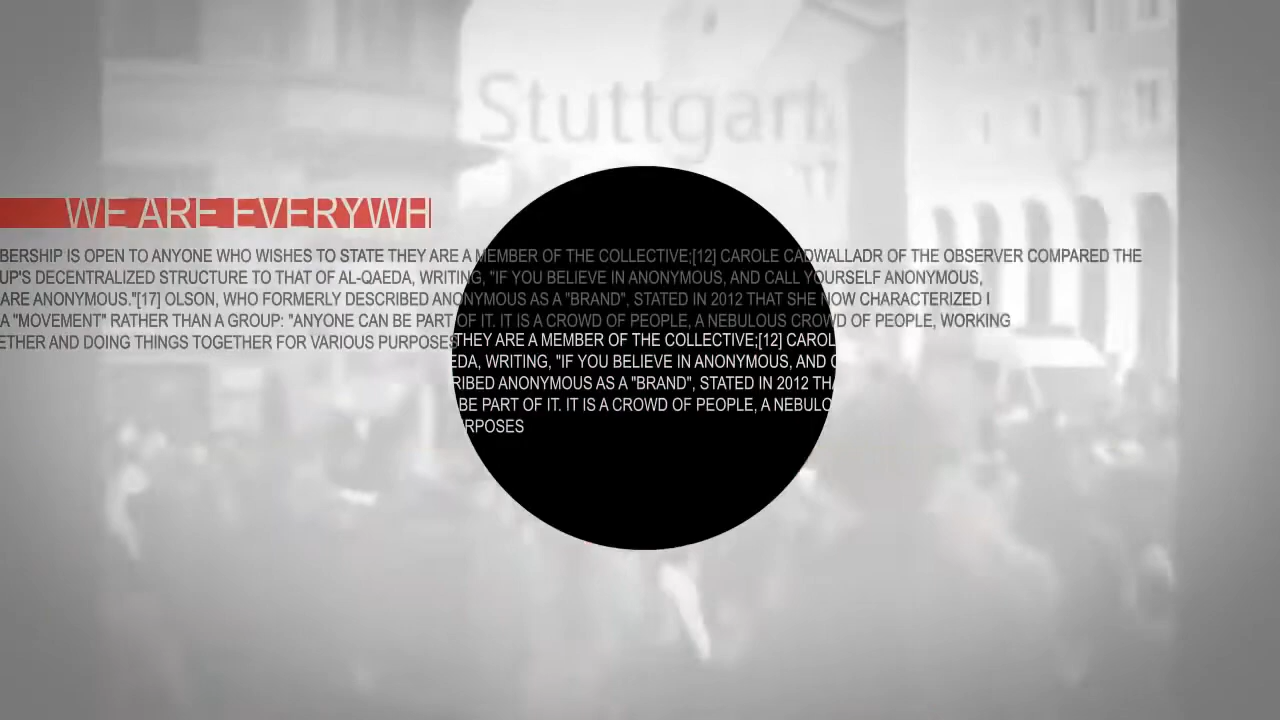 Stuttgart
WE ARE EVERYWH
BERSHIP IS OPEN TO ANYONE WHO WISHES TO STATE THEY ARE A MEMBER OF THE COLLECTIVE;[12] CAROLE CADWALLADR OF THE OBSERVER COMPARED THE
UP'S DECENTRALIZED STRUCTURE TO THAT OF AL-QAEDA, WRITING, "IF YOU BELIEVE IN ANONYMOUS, AND CALL YOURSELF ANONYMOUS,
ARE ANONYMOUS."[17] OLSON, WHO FORMERLY DESCRIBED ANONYMOUS AS A "BRAND", STATED IN 2012 THAT SHE NOW CHARACTERIZED I
A "MOVEMENT" RATHER THAN A GROUP: "ANYONE CAN BE PART OF IT. IT IS A CROWD OF PEOPLE, A NEBULOUS CROWD OF PEOPLE, WORKING
ETHER AND DOING THINGS TOGETHER FOR VARIOUS PURPOSES
THEY ARE A MEMBER OF THE COLLECTIVE;[12] CAROL
EDA, WRITING, "IF YOU BELIEVE IN ANONYMOUS, AND C
RIBED ANONYMOUS AS A "BRAND", STATED IN 2012 THA
BE PART OF IT. IT IS A CROWD OF PEOPLE, A NEBULO
RPOSES